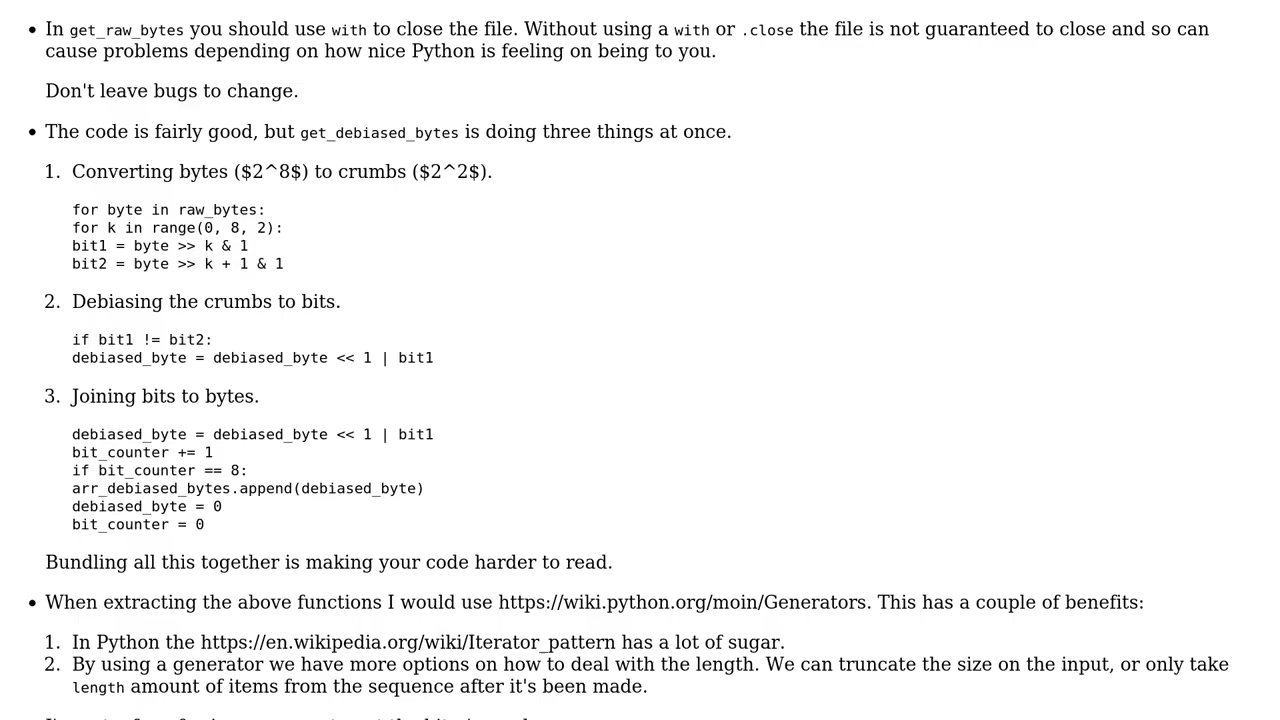 • In get_raw_bytes you should use with to close the file. Without using a with or .close the file is not guaranteed to close and so can
cause problems depending on how nice Python is feeling on being to you.
Don't leave bugs to change.
• The code is fairly good, but get_debiased_bytes is doing three things at once.
1. Converting bytes ($2^8$) to crumbs ($2^2$).
for byte in raw_bytes:
for k in range(0, 8, 2):
bit1 = byte >> k & 1
bit2 = byte >> k + 1 & 1
2. Debiasing the crumbs to bits.
if bit1 != bit2:
debiased_byte = debiased_byte << 1 | bit1
3. Joining bits to bytes.
debiased_byte = debiased_byte << 1 | bit1
bit_counter += 1
if bit_counter == 8:
arr_debiased_bytes.append(debiased_byte)
debiased_byte = 0
bit_counter = 0
Bundling all this together is making your code harder to read.
• When extracting the above functions I would use https://wiki.python.org/moin/Generators. This has a couple of benefits:
1. In Python the https://en.wikipedia.org/wiki/Iterator_pattern has a lot of sugar.
2. By using a generator we have more options on how to deal with the length. We can truncate the size on the input, or only take
length amount of items from the sequence after it's been made.